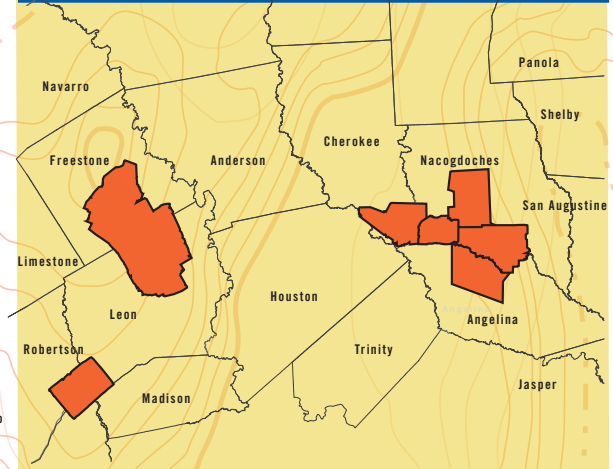 Panola
Navarro
Shelby
Cherokee
Freestone
Anderson
Nacogdoches
San Augustine
Limestone
Houston
Leon
Angelina
Robertson
Trinity
Jasper
Madison